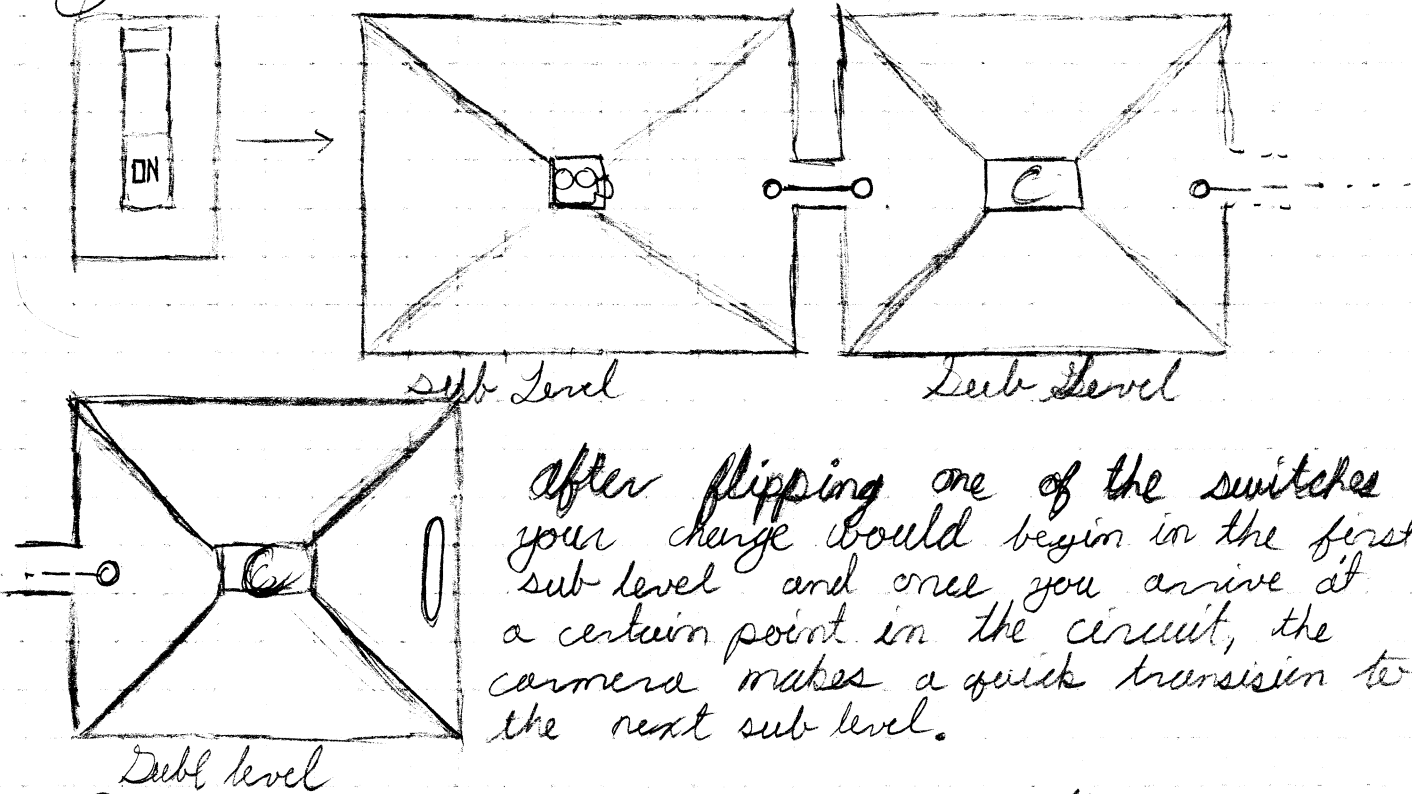 ON
C
sub Level
Sub Level
C
after flipping one of the switches
your charge would begin in the first
sub level and once you arrive at
a certain point in the circuit, the
camera makes a quick transisiin to
the next sub level.
Subl level